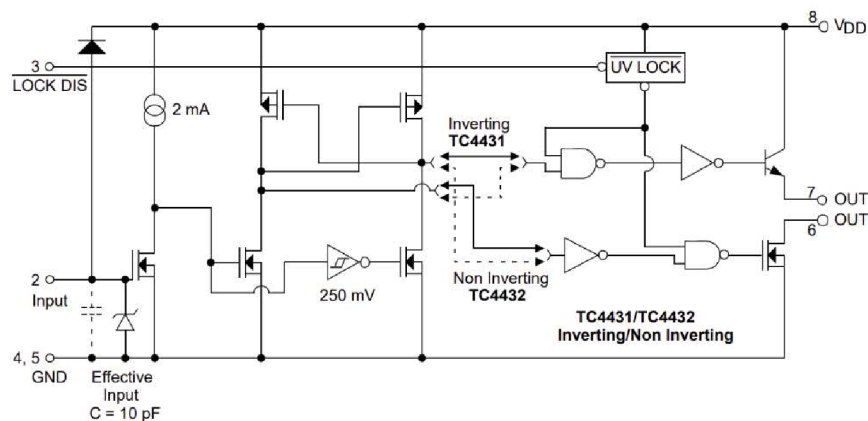 8
VDD
3
LOCK DIS
UV LOCK
2 mA
Inverting
TC4431
7
OUT
OUT
6
2
Input
250 mV
Non Inverting
TC4432
TC4431/TC4432
Inverting/Non Inverting
4, 5
GND
Effective
Input
C = 10 pF